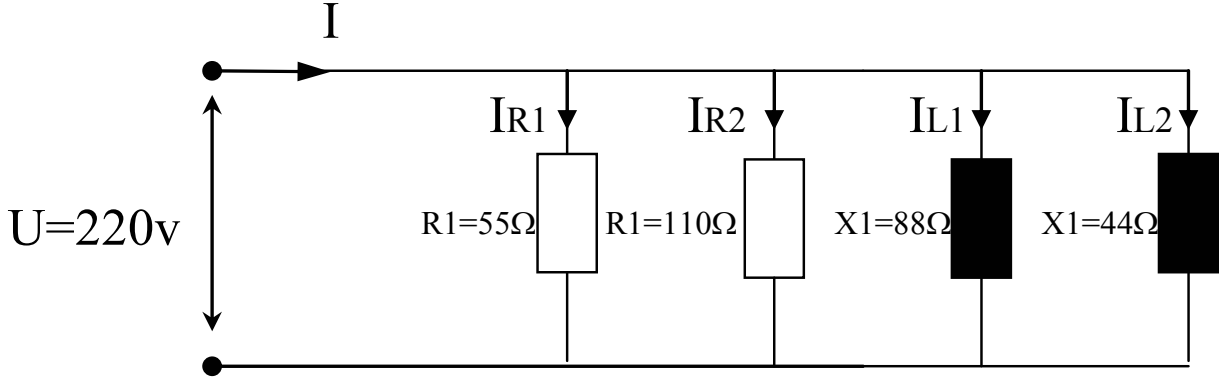 I
IR1 IR2 IL1 IL2
U=220v R1=55Ω R1=110Ω X1=88Ω X1=44Ω